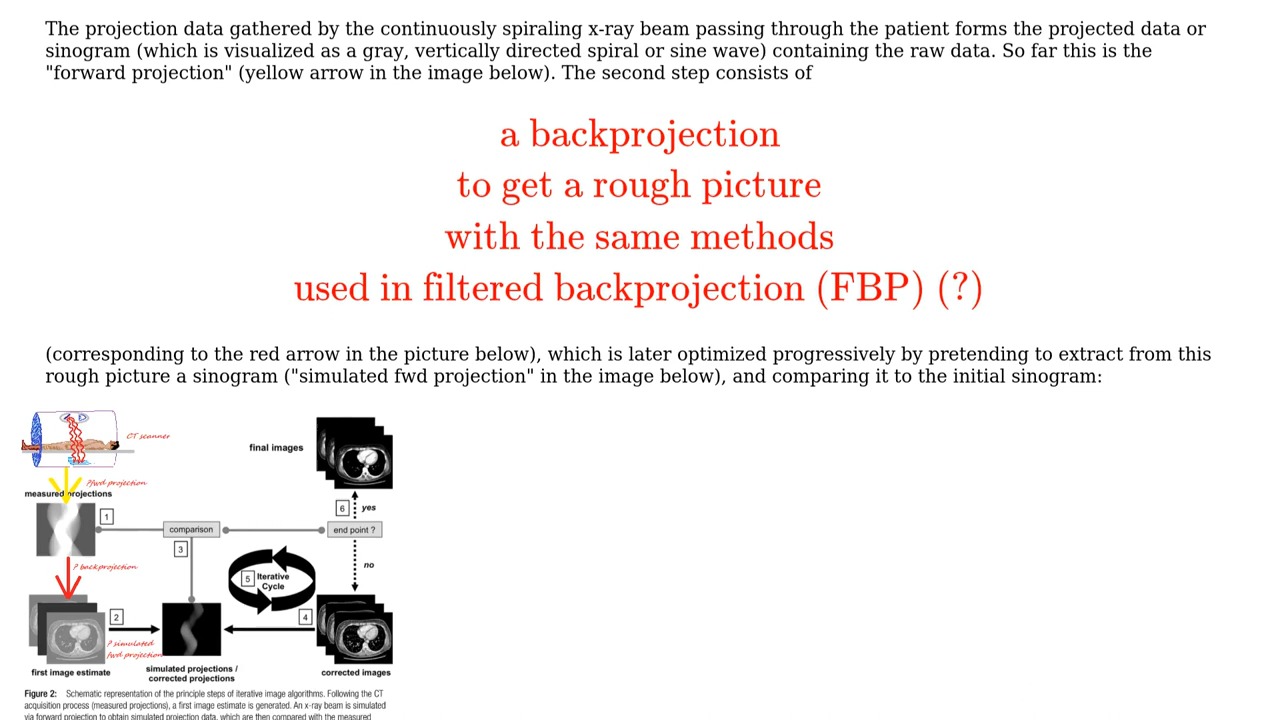 The projection data gathered by the continuously spiraling x-ray beam passing through the patient forms the projected data or
sinogram (which is visualized as a gray, vertically directed spiral or sine wave) containing the raw data. So far this is the
"forward projection" (yellow arrow in the image below). The second step consists of
a backprojection
to get a rough picture
with the same methods
used in filtered backprojection (FBP) (?)
(corresponding to the red arrow in the picture below), which is later optimized progressively by pretending to extract from this
rough picture a sinogram ("simulated fwd projection" in the image below), and comparing it to the initial sinogram:
CT scanner
final images
?fwd projection
measured projections
1
6
yes
comparison
end point ?
3
no
? backprojection
5
Iterative
Cycle
2
4
? simulated
fwd projection
first image estimate
simulated projections /
corrected projections
corrected images
Figure 2: Schematic representation of the principle steps of iterative image algorithms. Following the CT
acquisition process (measured projections), a first image estimate is generated. An x-ray beam is simulated
via forward projection to obtain simulated projection data, which are then compared with the measured